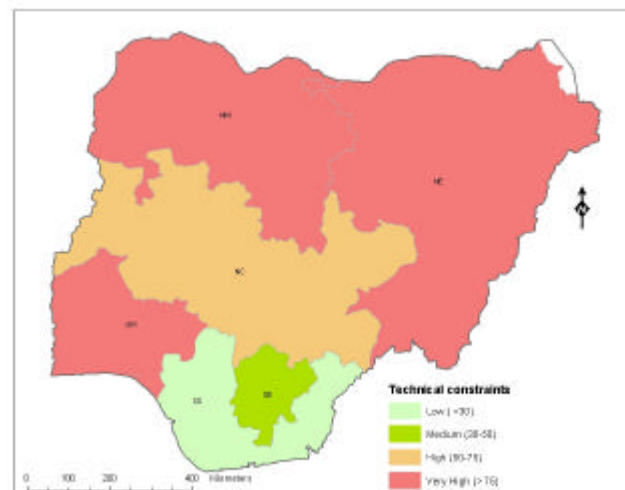 NW
NE
NC
SW
SS
SE
N
Technical constraints
Low ( <30)
Medium (30-50)
High (50-75)
Very High (> 75)
0 100 200 400 Kilometers